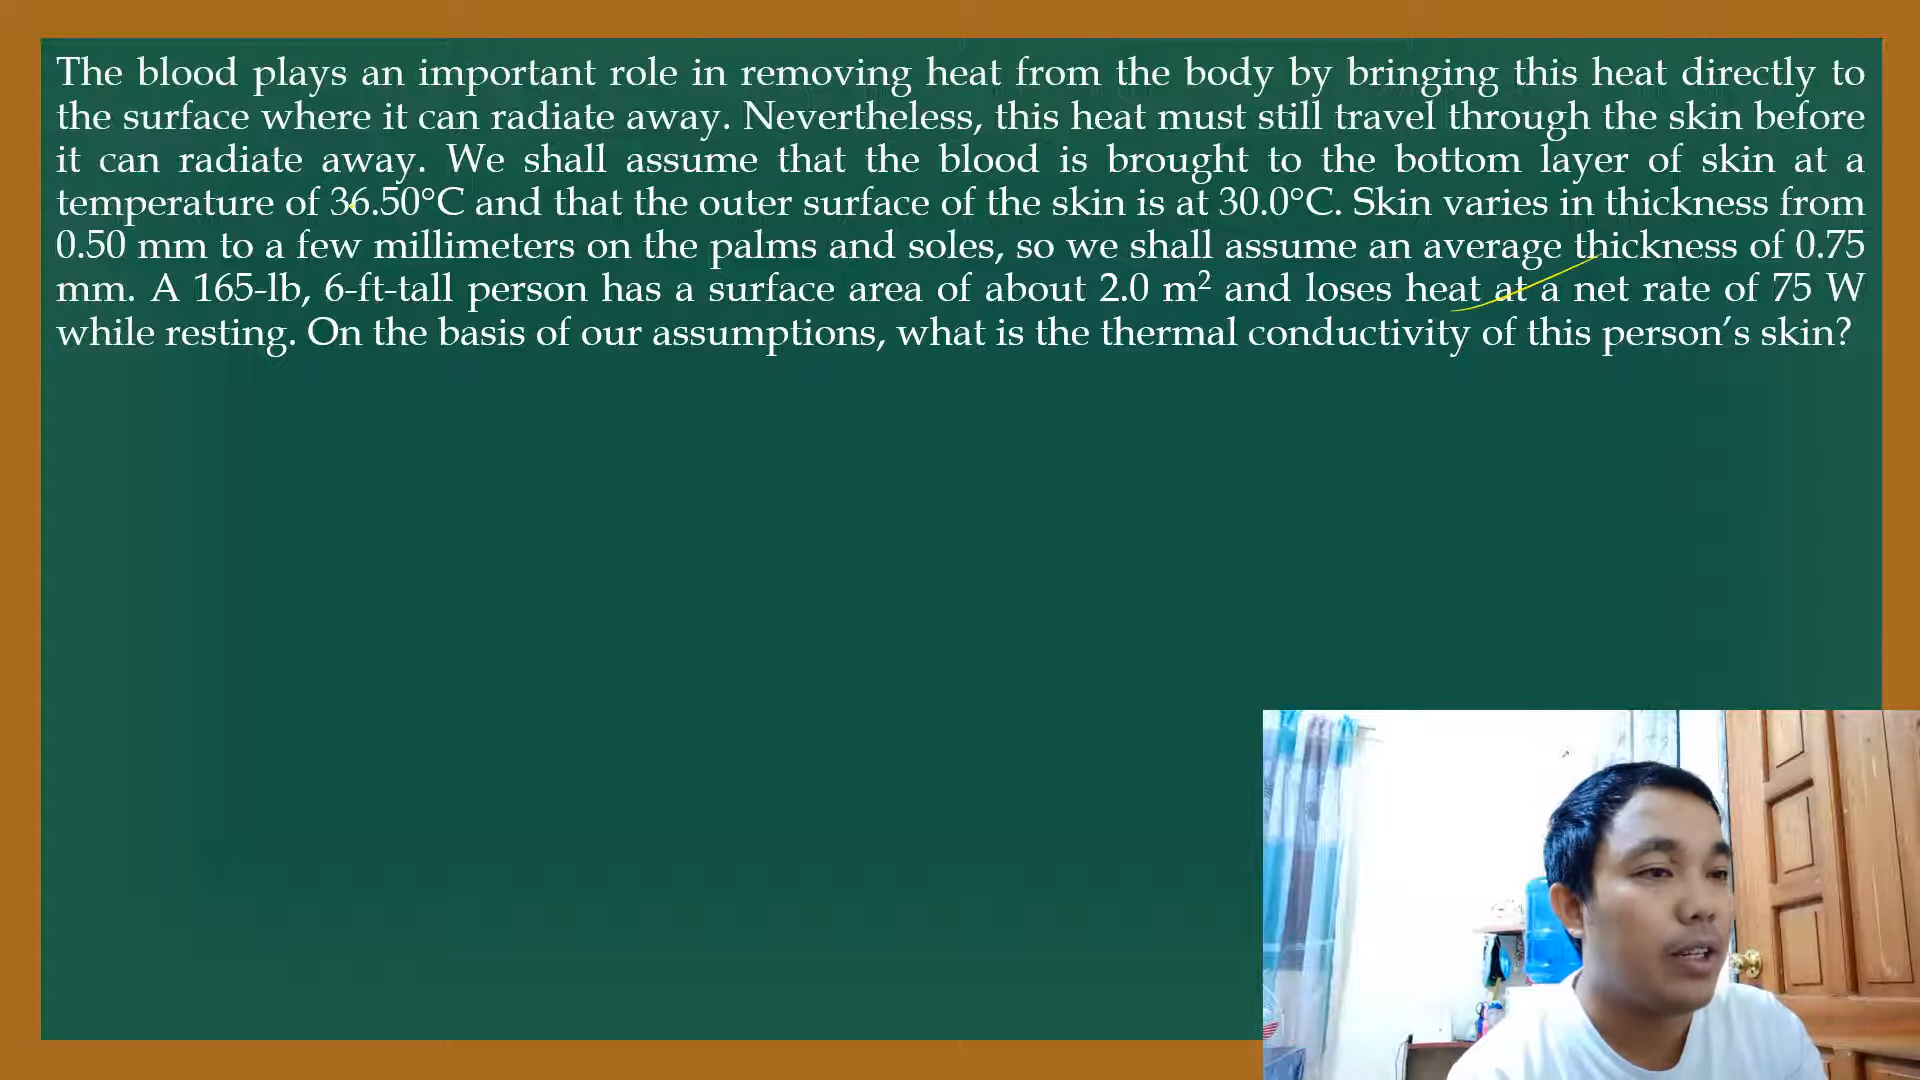 The blood plays an important role in removing heat from the body by bringing this heat directly to
the surface where it can radiate away. Nevertheless, this heat must still travel through the skin before
it can radiate away. We shall assume that the blood is brought to the bottom layer of skin at a
temperature of 36.50°C and that the outer surface of the skin is at 30.0°C. Skin varies in thickness from
0.50 mm to a few millimeters on the palms and soles, so we shall assume an average thickness of 0.75
mm. A 165-lb, 6-ft-tall person has a surface area of about 2.0 m² and loses heat at a net rate of 75 W
while resting. On the basis of our assumptions, what is the thermal conductivity of this person’s skin?